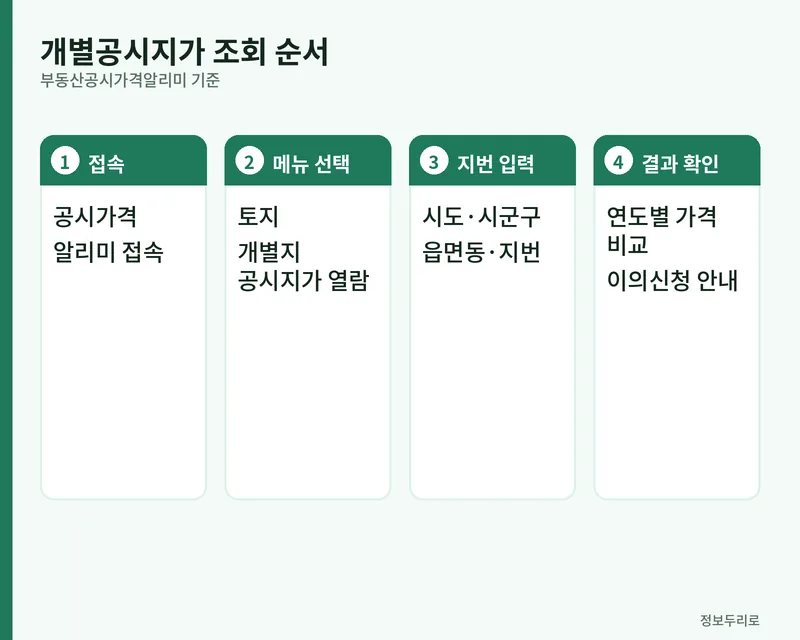 개별공시지가 조회 순서
부동산공시가격알리미 기준
1 접속
공시가격
알리미 접속
2 메뉴 선택
토지
개별지
공시지가 열람
3 지번 입력
시도·시군구
읍면동·지번
4 결과 확인
연도별 가격
비교
이의신청 안내
정보두리로